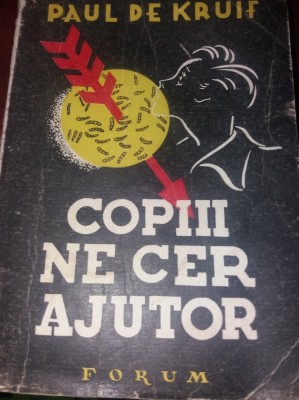 PAUL DE KRUIF
COPIII
NE CER
AJUTOR
FORUM